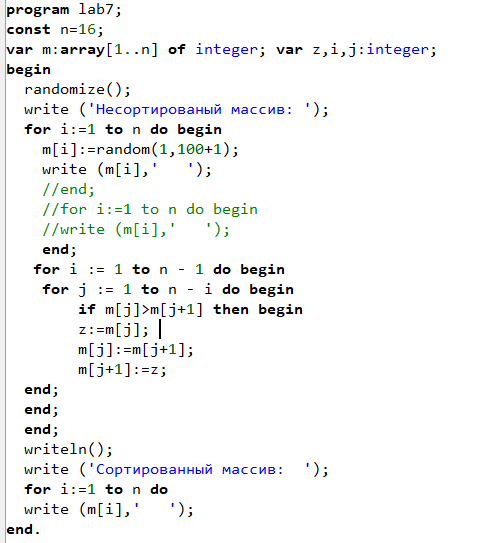 program lab7;
const n=16;
var m:array[1..n] of integer; var z,i,j:integer;
begin
randomize();
write ('Несортированый массив: ');
for i:=1 to n do begin
m[i]:=random(1,100+1);
write (m[i],'   ');
//end;
//for i:=1 to n do begin
//write (m[i],'   ');
end;
for i := 1 to n - 1 do begin
for j := 1 to n - i do begin
if m[j]>m[j+1] then begin
z:=m[j];
m[j]:=m[j+1];
m[j+1]:=z;
end;
end;
end;
writeln();
write ('Сортированный массив:  ');
for i:=1 to n do
write (m[i],'   ');
end.